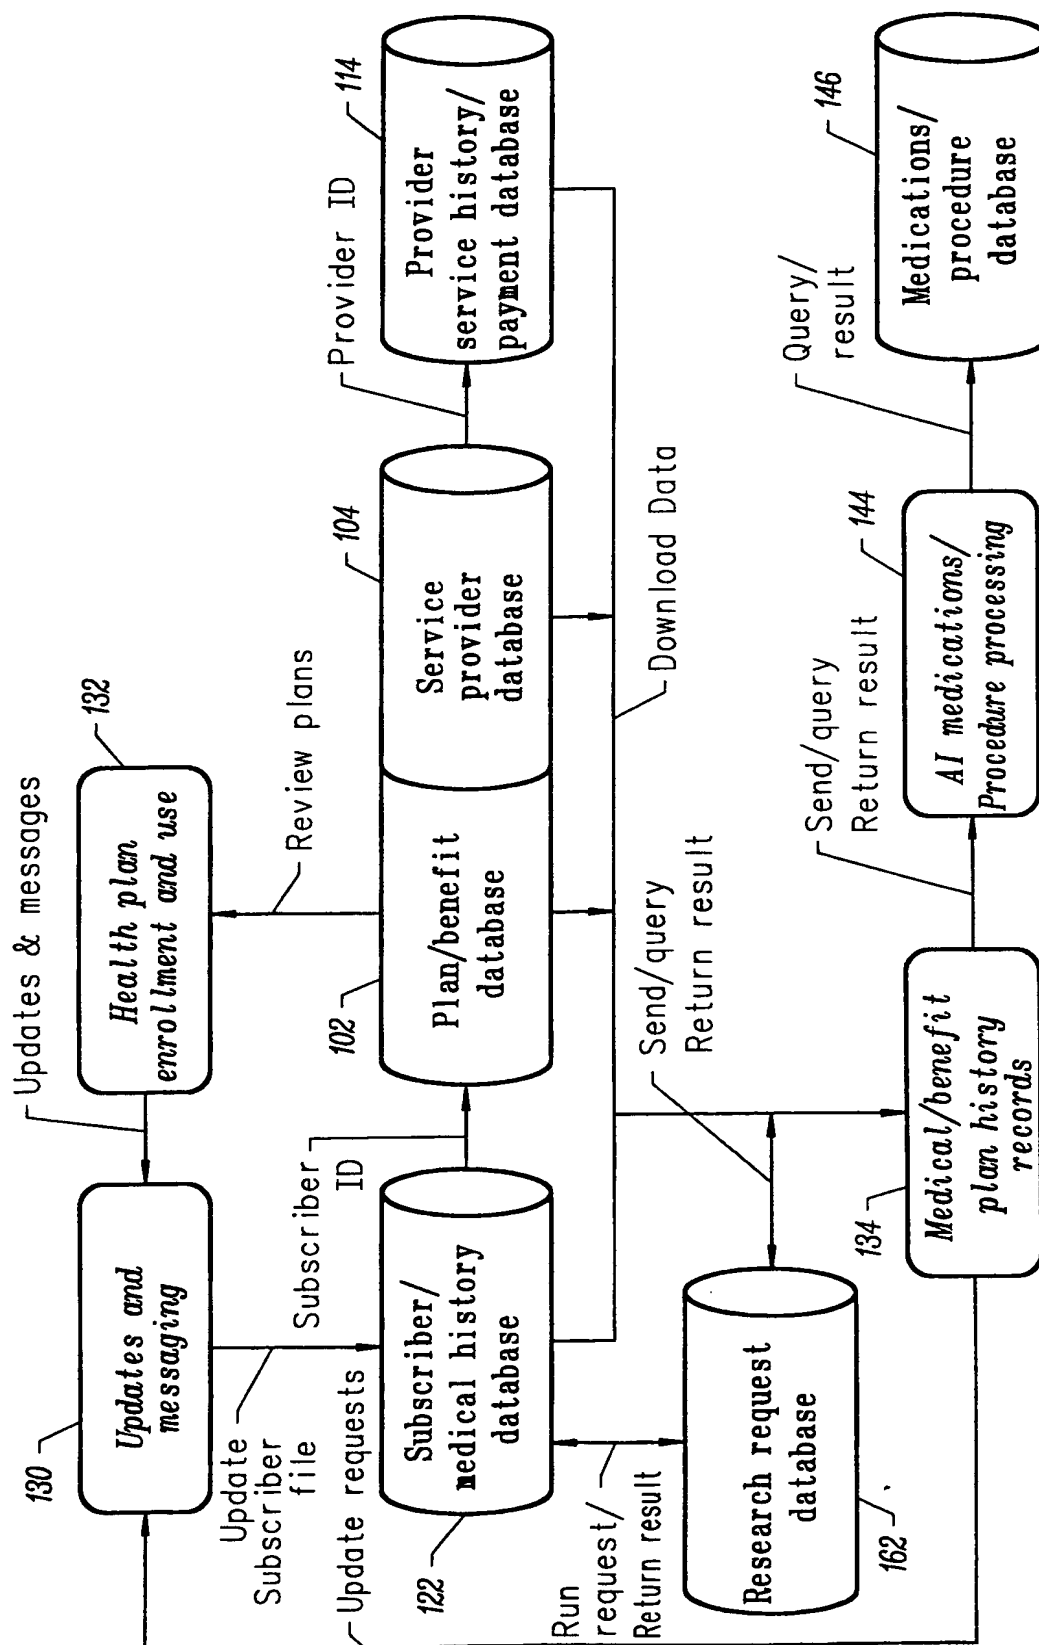 130
Updates and
messaging
Updates & messages
132
Health plan
enrollment and use
Update
Subscriber
file
Subscriber
ID
Review plans
Provider ID
122
Subscriber/
medical history
database
102
Plan/benefit
database
104
Service
provider
database
114
Provider
service history/
payment database
Update requests
Run
request/
Return result
162
Research request
database
Send/query
Return result
Download Data
134
Medical/benefit
plan history
records
Send/query
Return result
144
AI medications/
Procedure processing
Query/
result
146
Medications/
procedure
database